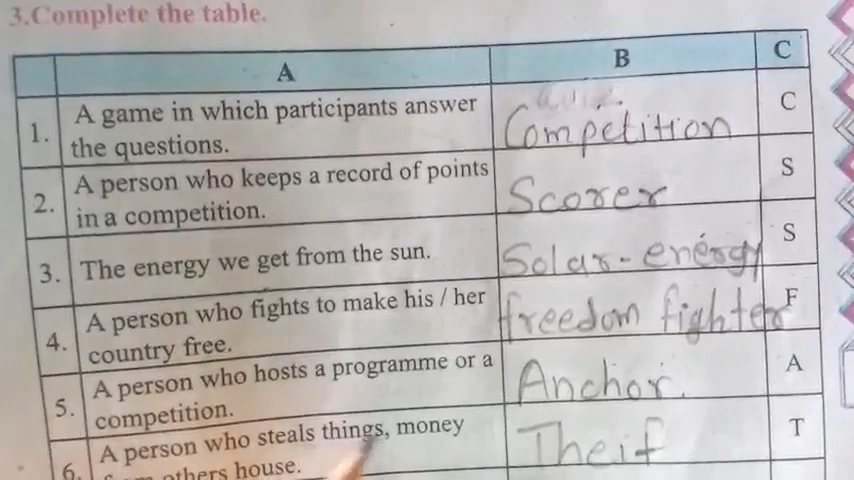 3.Complete the table.
A B C
1. A game in which participants answer the questions. Competition C
2. A person who keeps a record of points in a competition. Scorer S
3. The energy we get from the sun. Solar-energy S
4. A person who fights to make his / her country free. freedom fighter F
5. A person who hosts a programme or a competition. Anchor. A
6. A person who steals things, money others house. Theif T